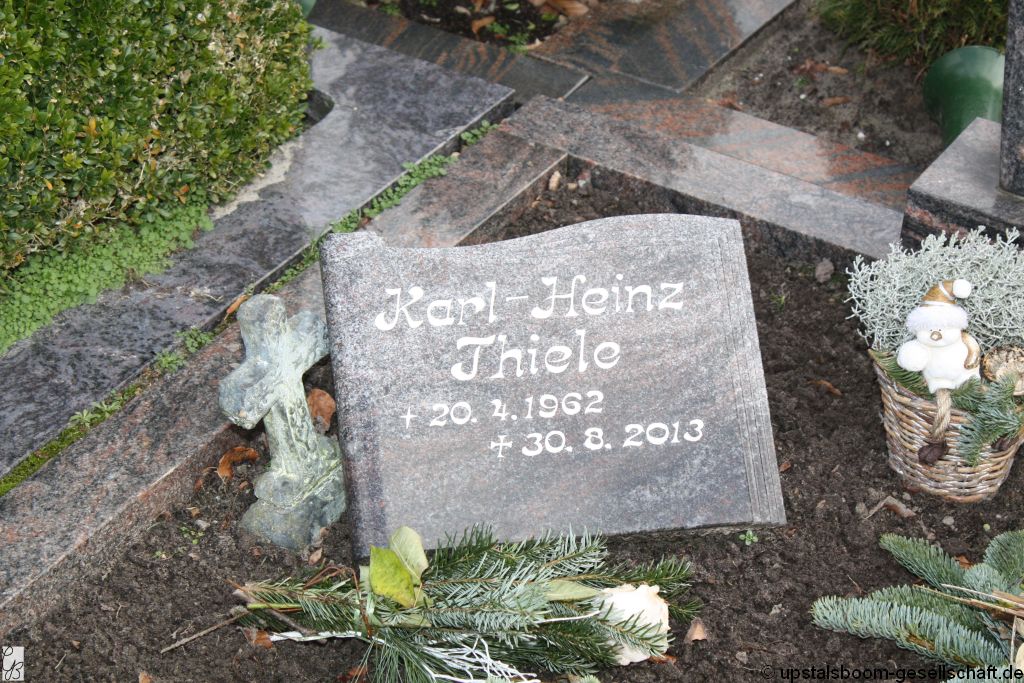 Karl-Heinz
Thiele
✝ 20. 4. 1962
✝ 30. 8. 2013
© upstalsboom-gesellschaft.de